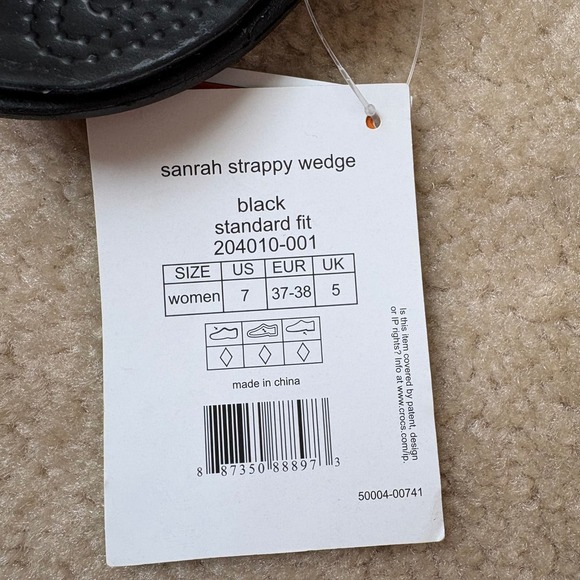 sanrah strappy wedge
black
standard fit
204010-001
SIZE US EUR UK
women 7 37-38 5
made in china
8 87350 88897 3
50004-00741
Is this item covered by patent, design
or IP rights? Info at www.crocs.com/ip.